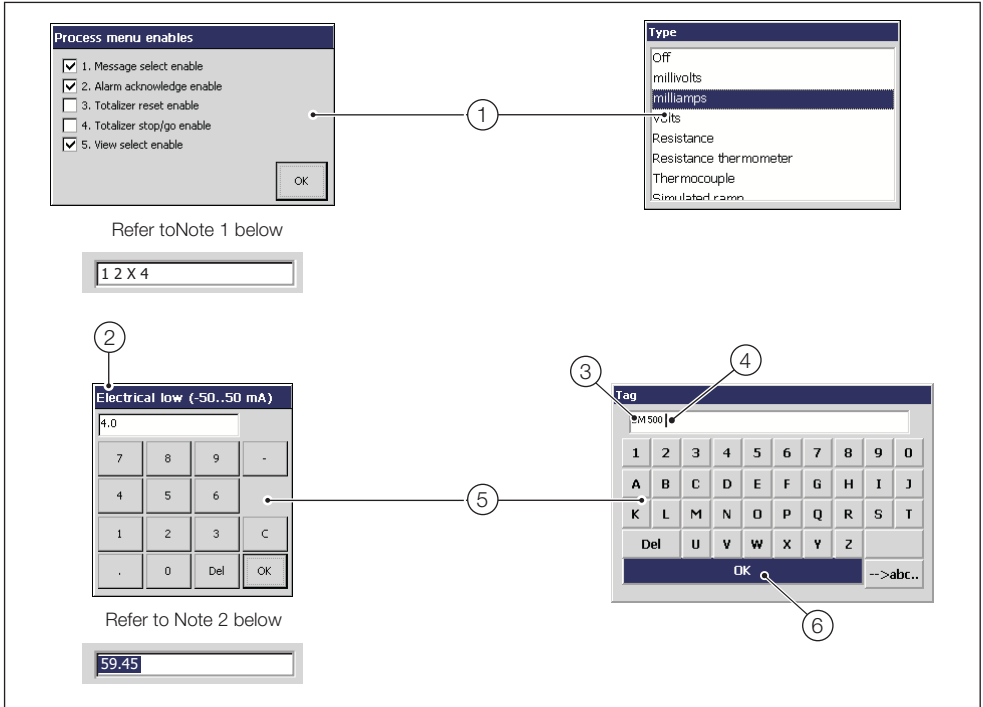 Process menu enables
1. Message select enable
2. Alarm acknowledge enable
3. Totalizer reset enable
4. Totalizer stop/go enable
5. View select enable
OK
Refer toNote 1 below
1 2 X 4
1
Type
Off
millivolts
milliamps
Volts
Resistance
Resistance thermometer
Thermocouple
Simulated ramp
2
Electrical low (-50..50 mA)
4.0
7 8 9 -
4 5 6
1 2 3 C
. 0 Del OK
Refer to Note 2 below
59.45
5
3
4
Tag
M500
1 2 3 4 5 6 7 8 9 0
A B C D E F G H I J
K L M N O P Q R S T
Del U V W X Y Z
OK -->abc..
6